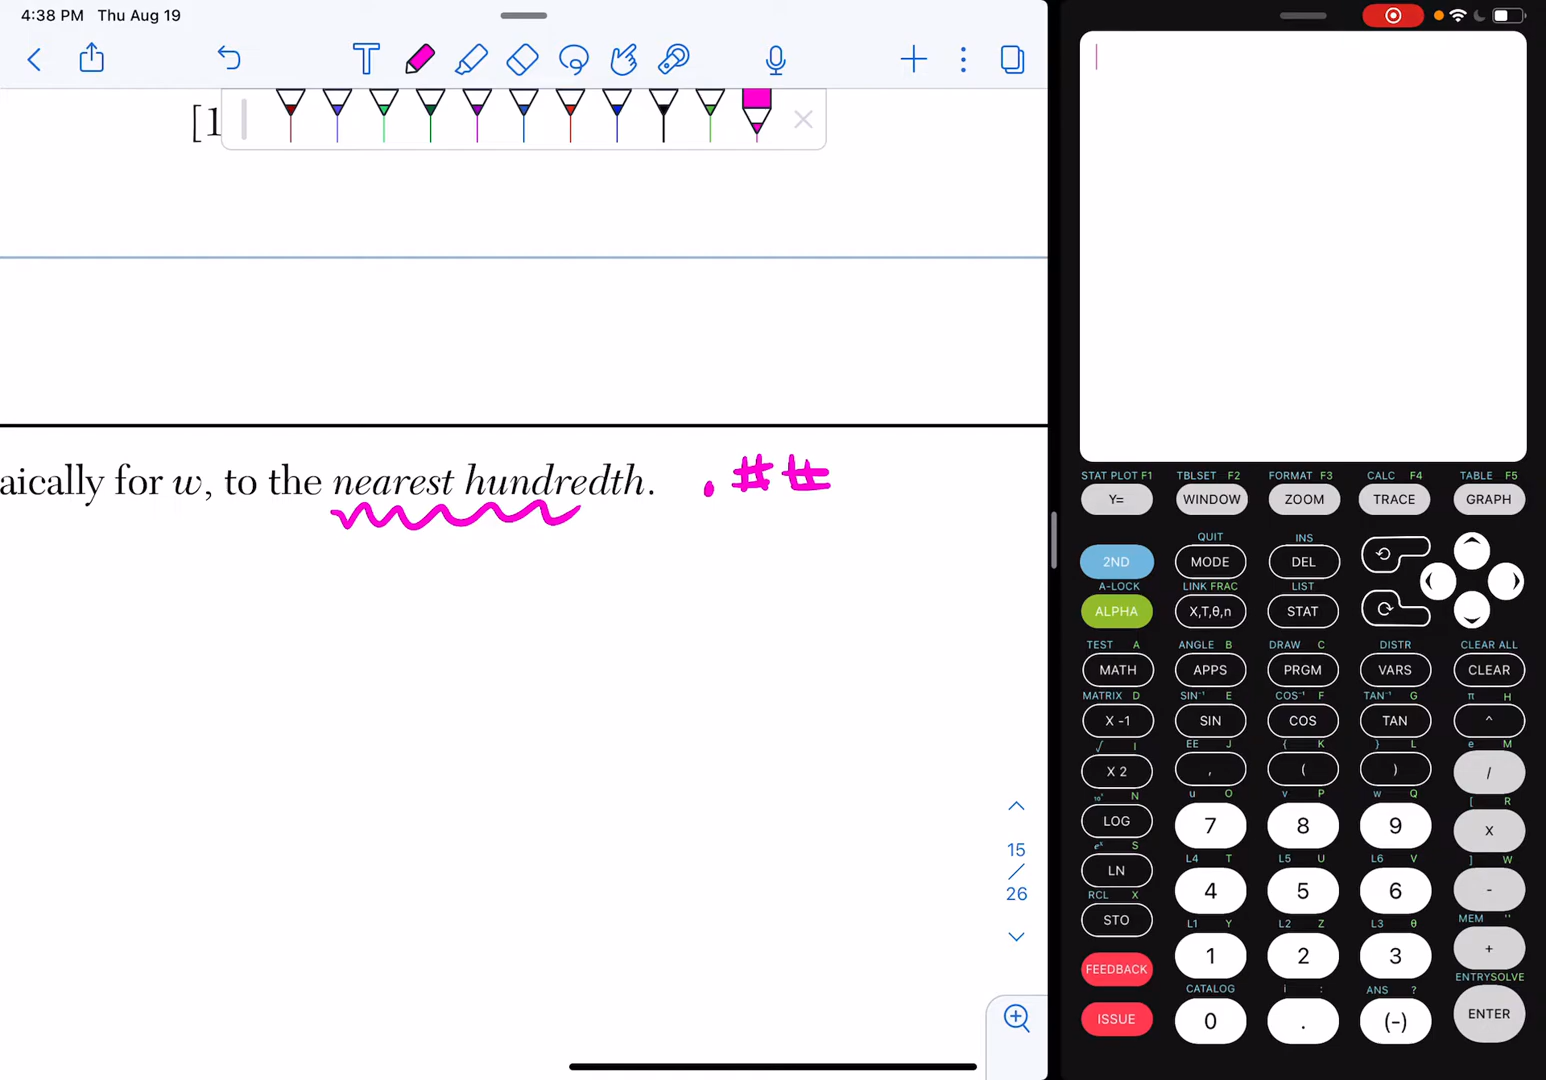 4:38 PM Thu Aug 19
T
[1
aically for w, to the nearest hundredth. .##
15
/
26
STAT PLOT F1 TBLSET F2 FORMAT F3 CALC F4 TABLE F5
Y= WINDOW ZOOM TRACE GRAPH
QUIT INS
2ND MODE DEL
A-LOCK LINK FRAC LIST
ALPHA X,T,θ,n STAT
TEST A ANGLE B DRAW C DISTR CLEAR ALL
MATH APPS PRGM VARS CLEAR
MATRIX D SIN⁻¹ E COS⁻¹ F TAN⁻¹ G π H
X -1 SIN COS TAN ^
√ I EE J { K } L e M
X 2 , ( ) /
10ˣ N u O v P w Q [ R
LOG 7 8 9 X
eˣ S L4 T L5 U L6 V ] W
LN 4 5 6 -
RCL X L1 Y L2 Z L3 θ MEM "
STO 1 2 3 +
FEEDBACK CATALOG i : ANS ? ENTRY SOLVE
ISSUE 0 . (-) ENTER